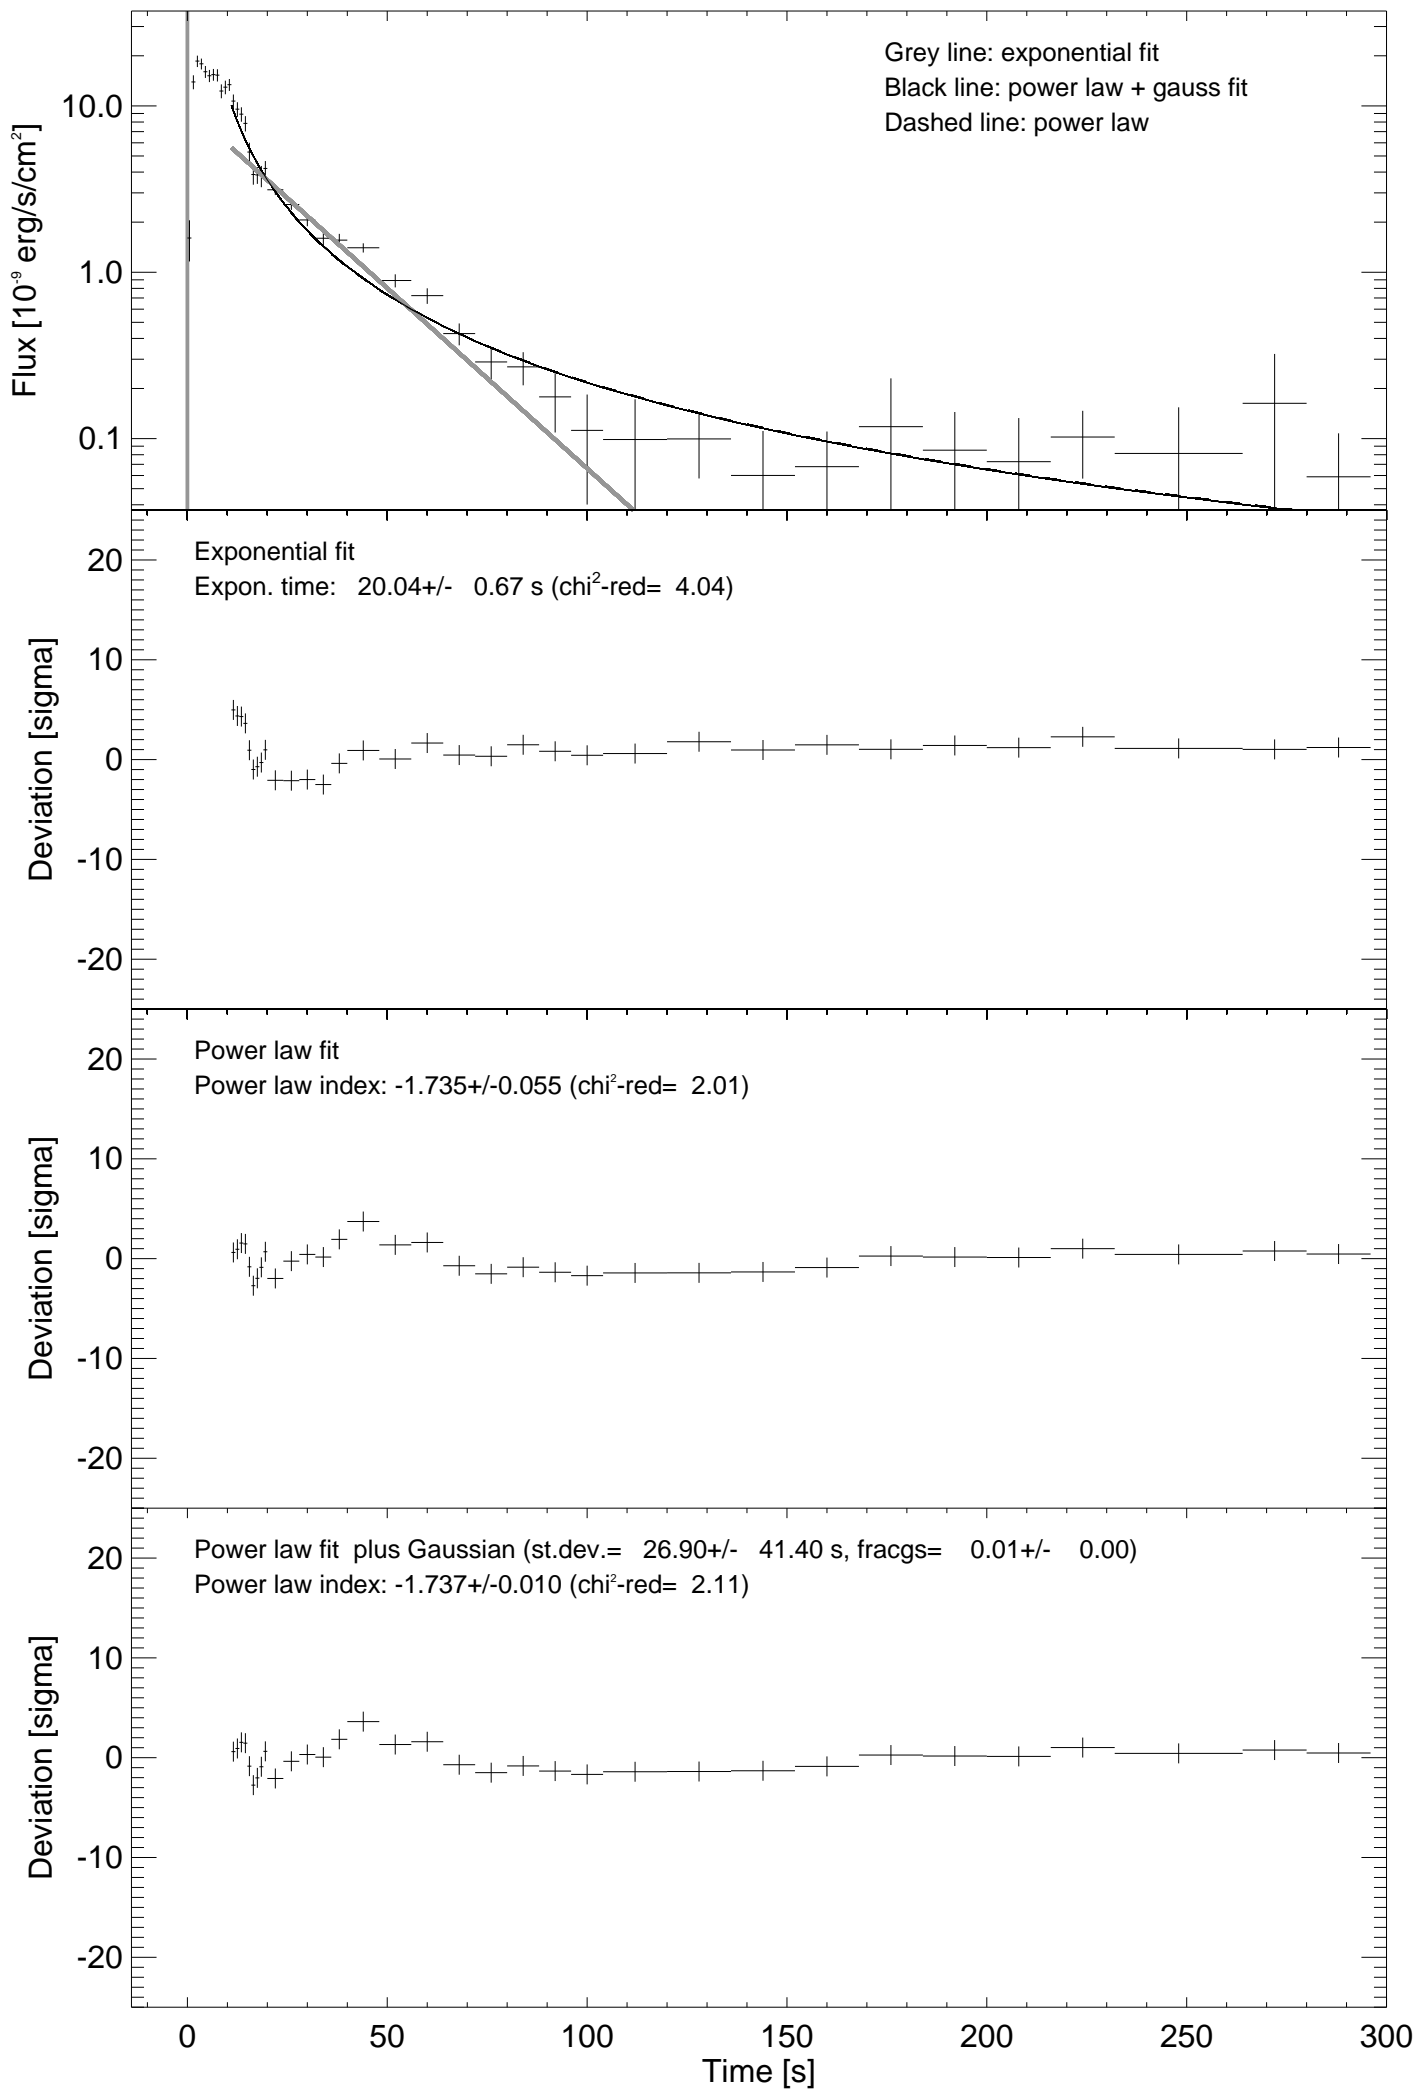 Grey line: exponential fit
Black line: power law + gauss fit
Dashed line: power law
Flux [10⁻⁹ erg/s/cm²]
10.0
1.0
0.1
Exponential fit
Expon. time: 20.04+/- 0.67 s (chi²-red= 4.04)
Deviation [sigma]
20
10
0
-10
-20
Power law fit
Power law index: -1.735+/-0.055 (chi²-red= 2.01)
Deviation [sigma]
20
10
0
-10
-20
Power law fit plus Gaussian (st.dev.= 26.90+/- 41.40 s, fracgs= 0.01+/- 0.00)
Power law index: -1.737+/-0.010 (chi²-red= 2.11)
Deviation [sigma]
20
10
0
-10
-20
0 50 100 150 200 250 300
Time [s]